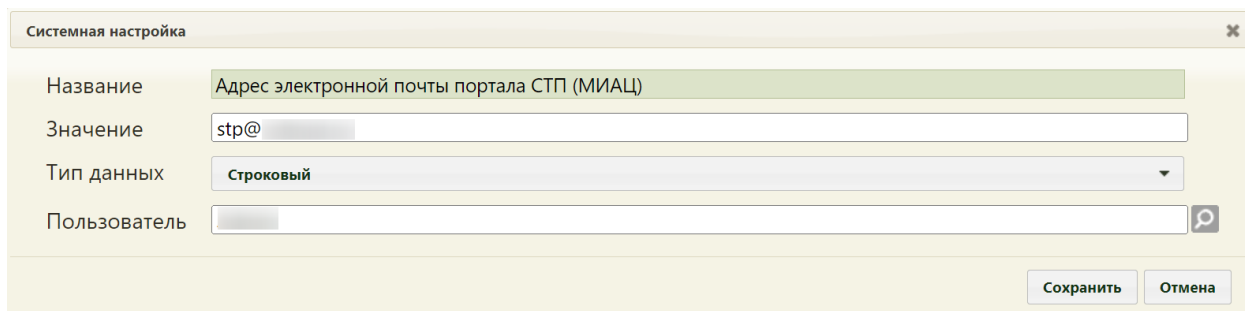 Системная настройка
Название Адрес электронной почты портала СТП (МИАЦ)
Значение stp@
Тип данных Строковый
Пользователь
Сохранить Отмена